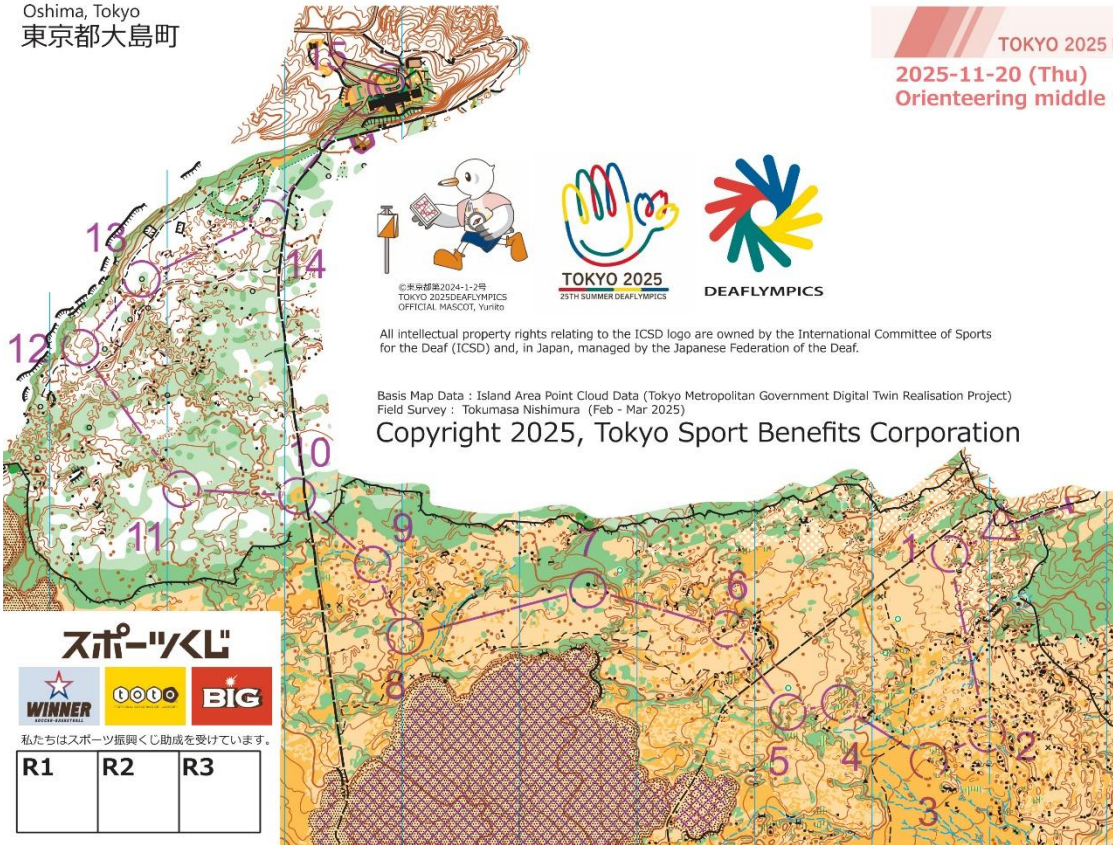 Oshima, Tokyo
東京都大島町
TOKYO 2025
2025-11-20 (Thu)
Orienteering middle
©東京都第2024-1-2号
TOKYO 2025DEAFLYMPICS
OFFICIAL MASCOT, Yuriito
TOKYO 2025
25TH SUMMER DEAFLYMPICS
DEAFLYMPICS
All intellectual property rights relating to the ICSD logo are owned by the International Committee of Sports
for the Deaf (ICSD) and, in Japan, managed by the Japanese Federation of the Deaf.
Basis Map Data : Island Area Point Cloud Data (Tokyo Metropolitan Government Digital Twin Realisation Project)
Field Survey : Tokumasa Nishimura (Feb - Mar 2025)
Copyright 2025, Tokyo Sport Benefits Corporation
15
13
14
12
10
11
9
7
1
6
8
5
4
2
3
スポーツくじ
WINNER
SOCCER・BASKETBALL
toto
BIG
私たちはスポーツ振興くじ助成を受けています。
R1 R2 R3